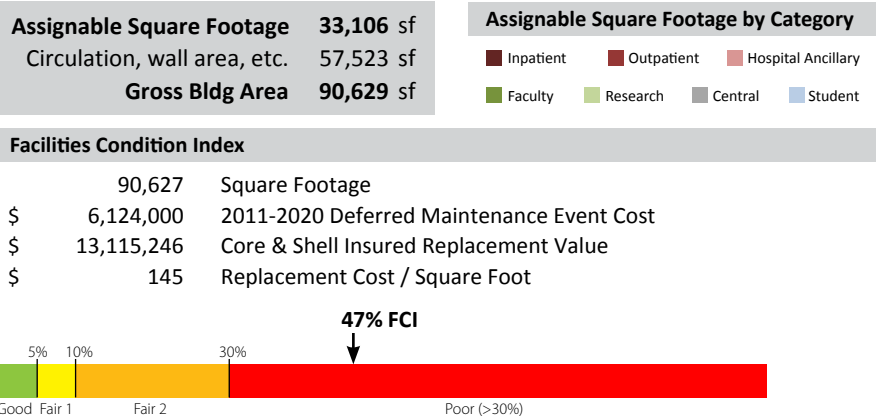 Assignable Square Footage 33,106 sf
Circulation, wall area, etc. 57,523 sf
Gross Bldg Area 90,629 sf
Assignable Square Footage by Category
Inpatient Outpatient Hospital Ancillary
Faculty Research Central Student
Facilities Condition Index
90,627 Square Footage
$ 6,124,000 2011-2020 Deferred Maintenance Event Cost
$ 13,115,246 Core & Shell Insured Replacement Value
$ 145 Replacement Cost / Square Foot
47% FCI
5% 10% 30%
Good Fair 1 Fair 2 Poor (>30%)